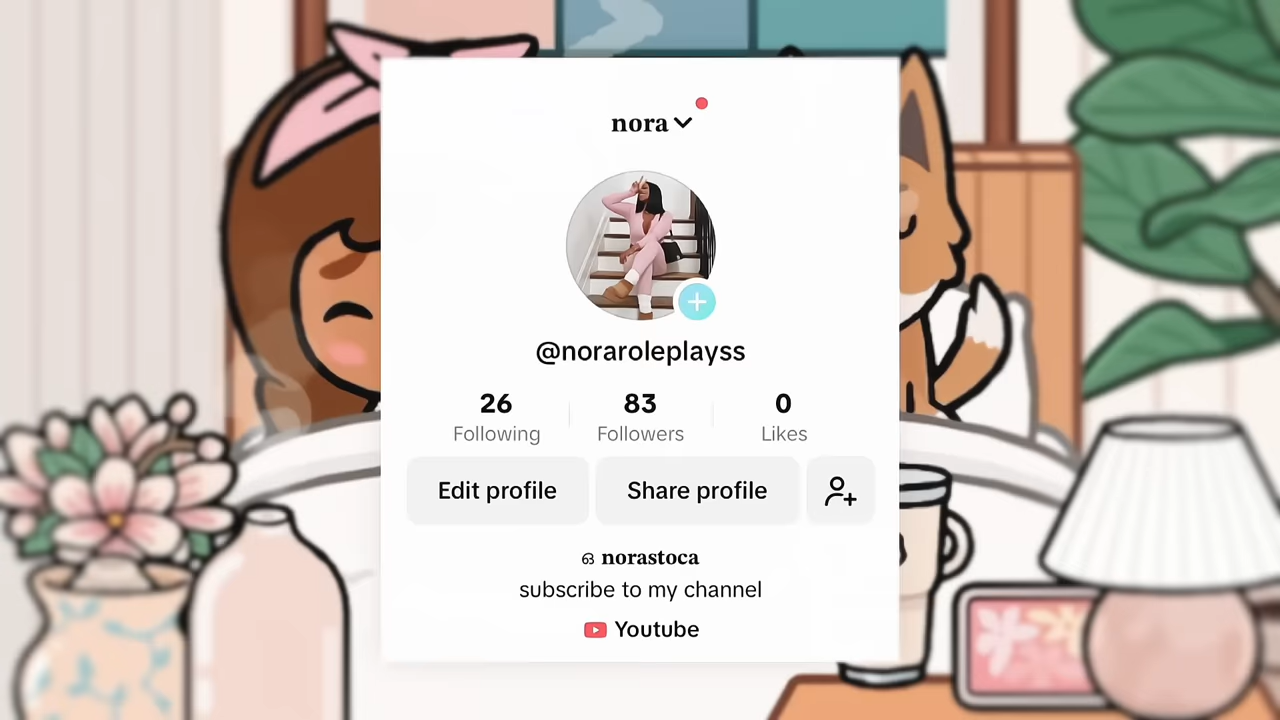 nora
@noraroleplayss
26 83 0
Following Followers Likes
Edit profile Share profile
ଓ norastoca
subscribe to my channel
Youtube